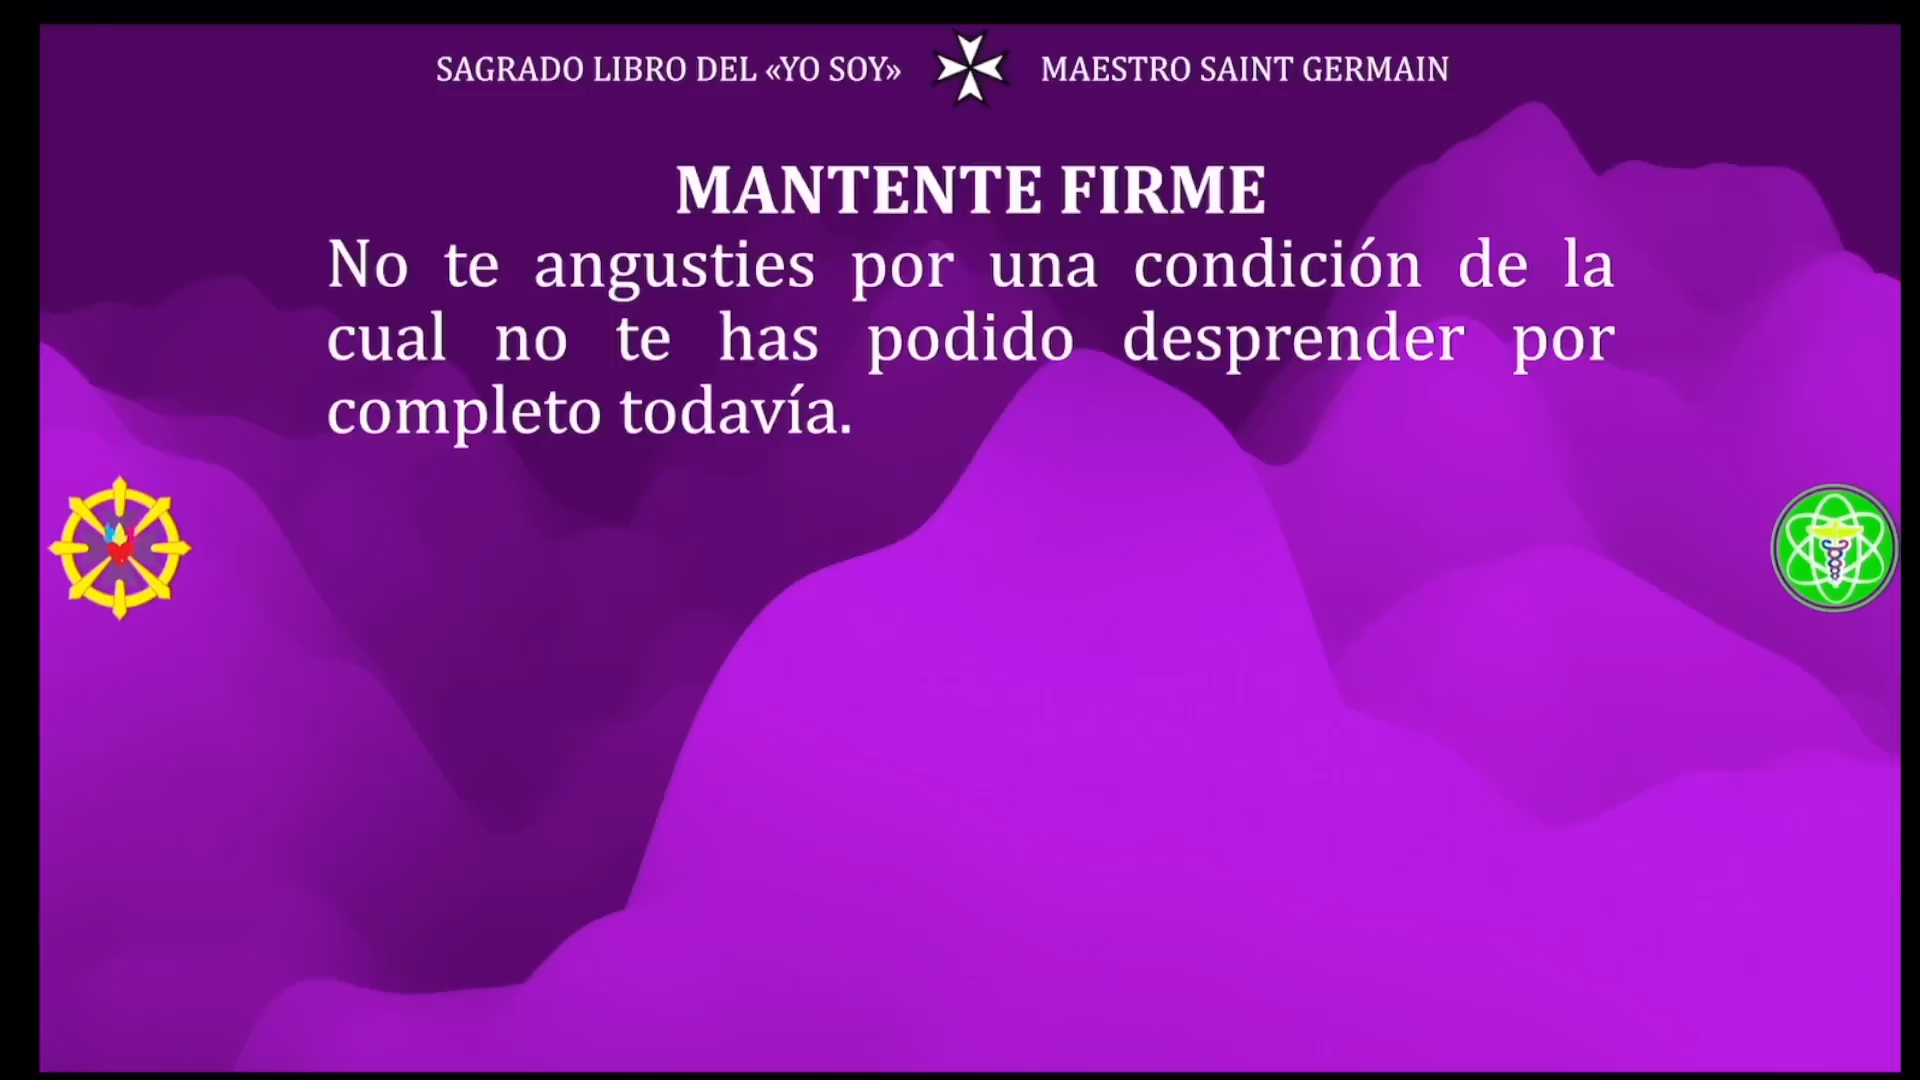 SAGRADO LIBRO DEL «YO SOY» MAESTRO SAINT GERMAIN
MANTENTE FIRME
No te angusties por una condición de la
cual no te has podido desprender por
completo todavía.